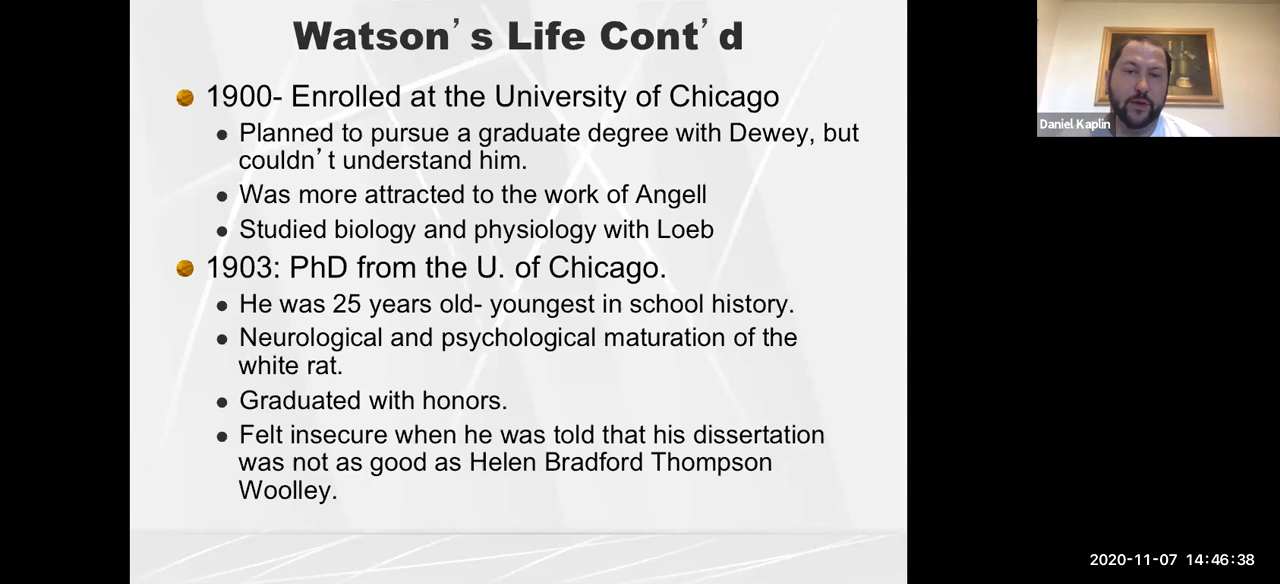 Watson’s Life Cont’d
1900- Enrolled at the University of Chicago
Planned to pursue a graduate degree with Dewey, but
couldn’t understand him.
Was more attracted to the work of Angell
Studied biology and physiology with Loeb
1903: PhD from the U. of Chicago.
He was 25 years old- youngest in school history.
Neurological and psychological maturation of the
white rat.
Graduated with honors.
Felt insecure when he was told that his dissertation
was not as good as Helen Bradford Thompson
Woolley.
Daniel Kaplin
2020-11-07 14:46:38